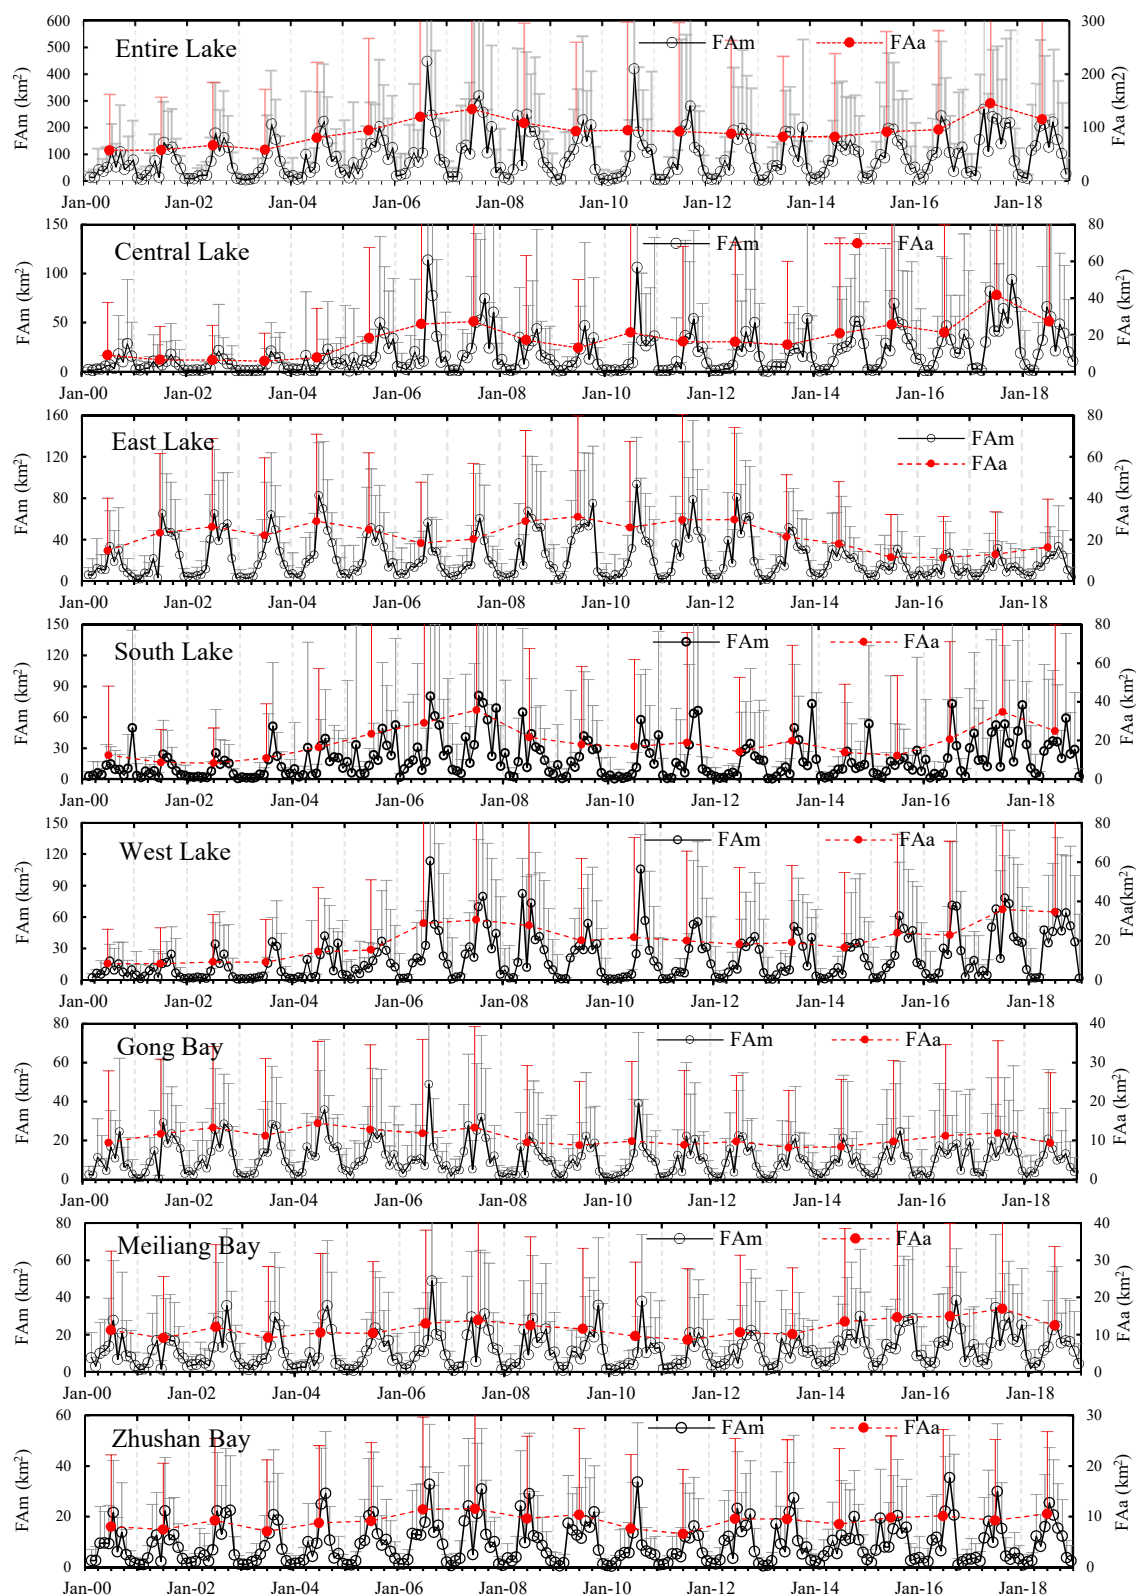 Entire Lake
FAm
FAa
FAm (km²)
600
500
400
300
200
100
0
300
200
100
0
FAa (km2)
Jan-00 Jan-02 Jan-04 Jan-06 Jan-08 Jan-10 Jan-12 Jan-14 Jan-16 Jan-18
Central Lake
FAm
FAa
FAm (km²)
150
100
50
0
80
60
40
20
0
FAa (km²)
Jan-00 Jan-02 Jan-04 Jan-06 Jan-08 Jan-10 Jan-12 Jan-14 Jan-16 Jan-18
East Lake
FAm
FAa
FAm (km²)
160
120
80
40
0
80
60
40
20
0
FAa (km²)
Jan-00 Jan-02 Jan-04 Jan-06 Jan-08 Jan-10 Jan-12 Jan-14 Jan-16 Jan-18
South Lake
FAm
FAa
FAm (km²)
150
120
90
60
30
0
80
60
40
20
0
FAa(km²)
Jan-00 Jan-02 Jan-04 Jan-06 Jan-08 Jan-10 Jan-12 Jan-14 Jan-16 Jan-18
West Lake
FAm
FAa
FAm (km²)
150
120
90
60
30
0
80
60
40
20
0
FAa(km²)
Jan-00 Jan-02 Jan-04 Jan-06 Jan-08 Jan-10 Jan-12 Jan-14 Jan-16 Jan-18
Gong Bay
FAm
FAa
FAm (km²)
80
60
40
20
0
40
30
20
10
0
FAa (km²)
Jan-00 Jan-02 Jan-04 Jan-06 Jan-08 Jan-10 Jan-12 Jan-14 Jan-16 Jan-18
Meiliang Bay
FAm
FAa
FAm (km²)
80
60
40
20
0
40
30
20
10
0
FAa (km²)
Jan-00 Jan-02 Jan-04 Jan-06 Jan-08 Jan-10 Jan-12 Jan-14 Jan-16 Jan-18
Zhushan Bay
FAm
FAa
FAm (km²)
60
40
20
0
30
20
10
0
FAa (km²)
Jan-00 Jan-02 Jan-04 Jan-06 Jan-08 Jan-10 Jan-12 Jan-14 Jan-16 Jan-18